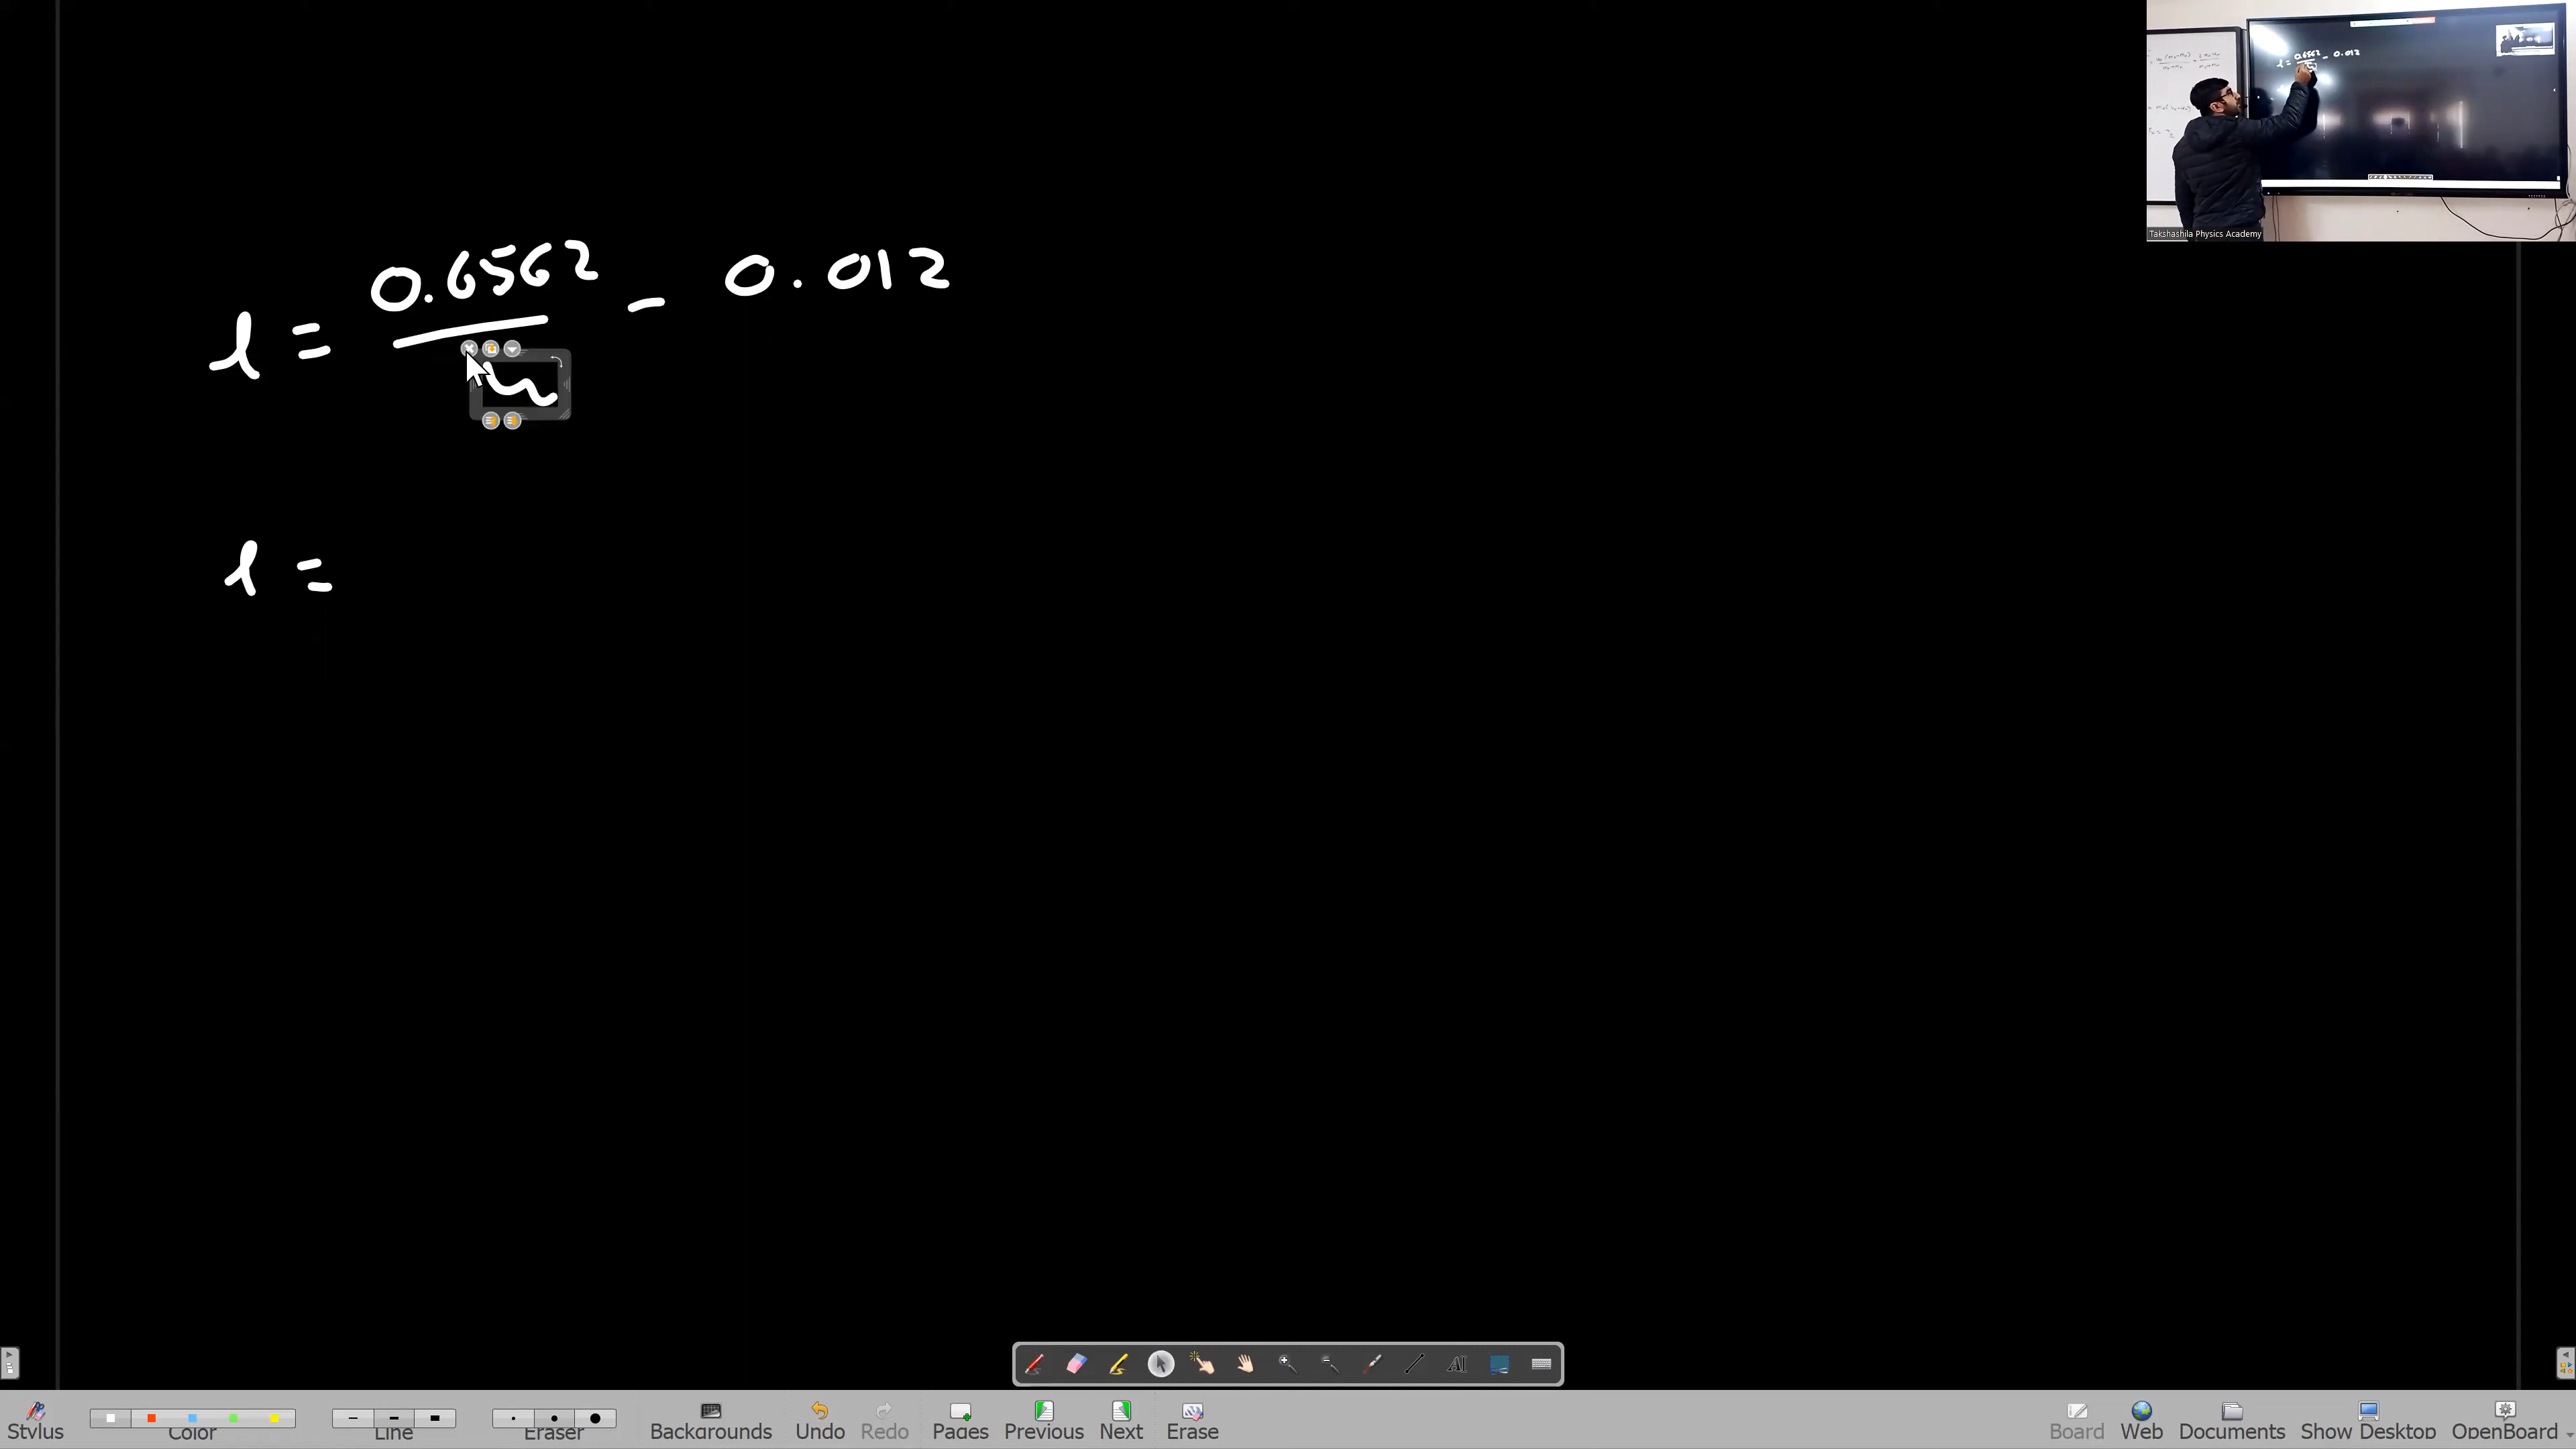 Takshashila Physics Academy
l = 0.6562 - 0.012
l =
Stylus Color Line Eraser Backgrounds Undo Redo Pages Previous Next Erase Board Web Documents Show Desktop OpenBoard